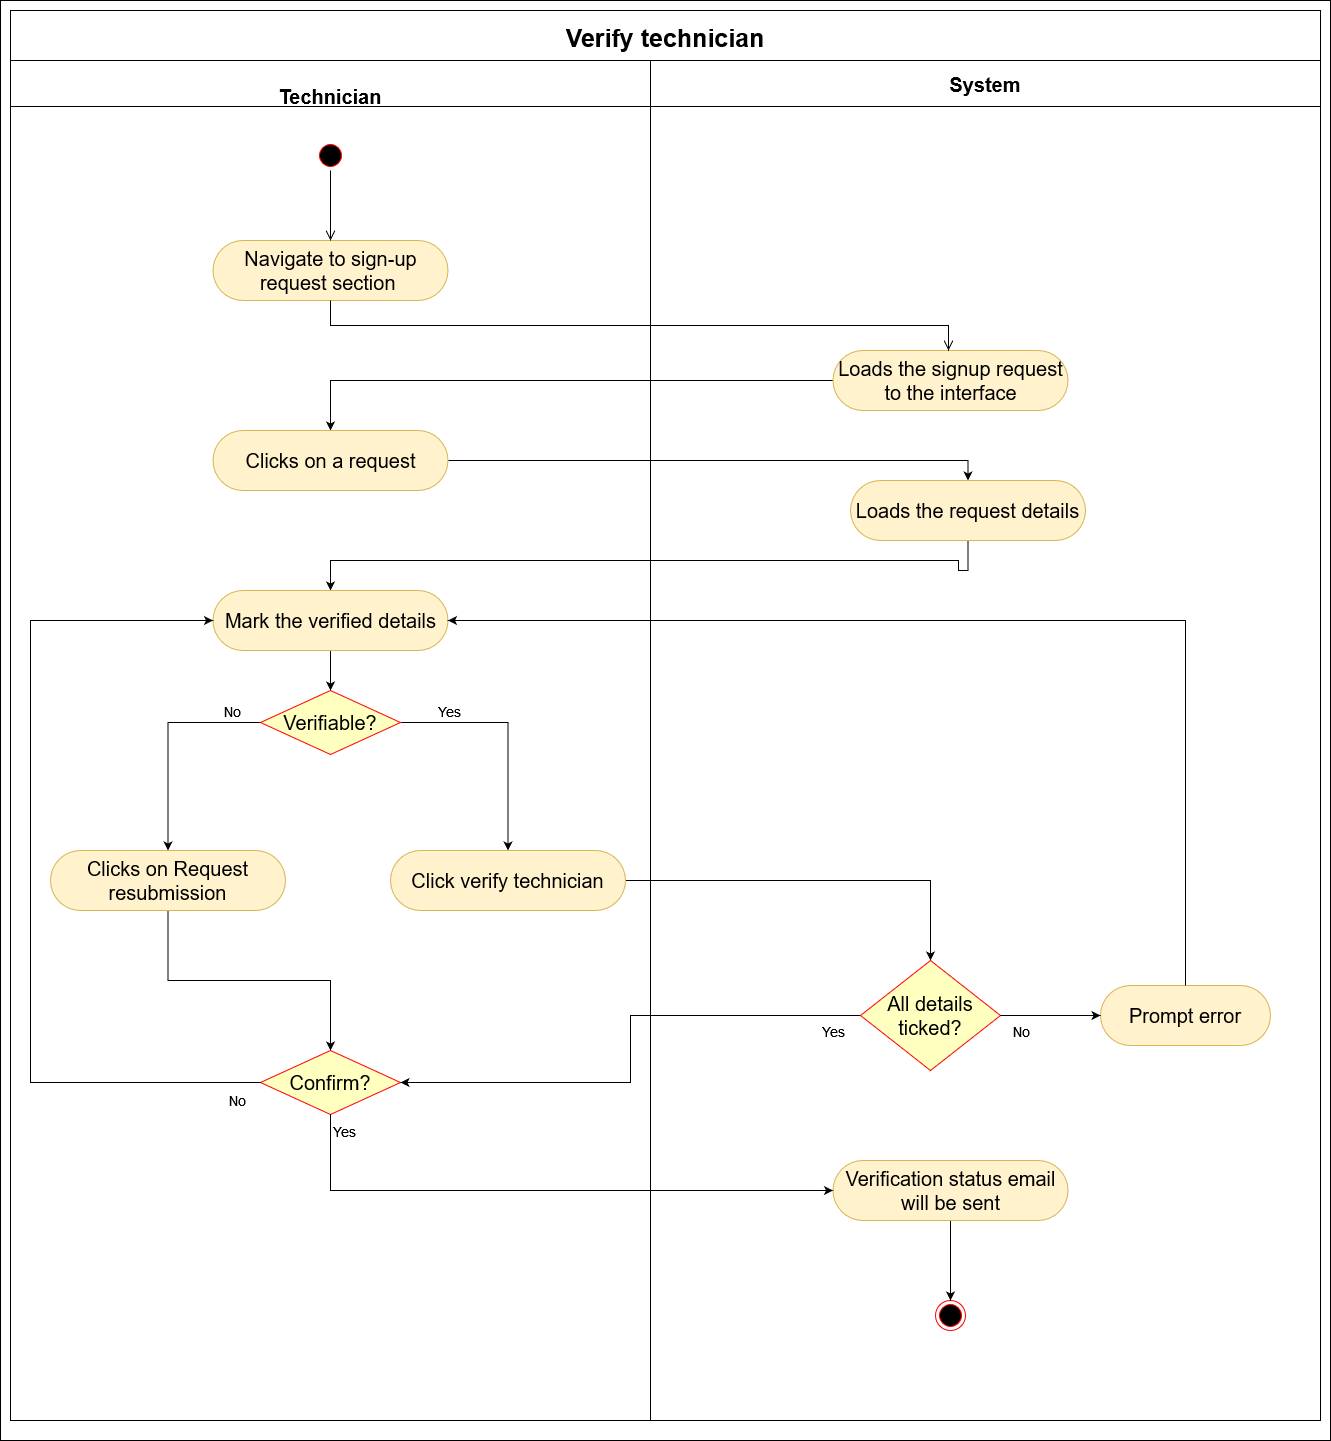 Verify technician
Technician
System
Navigate to sign-up
request section
Loads the signup request
to the interface
Clicks on a request
Loads the request details
Mark the verified details
Verifiable?
No
Yes
Clicks on Request
resubmission
Click verify technician
All details
ticked?
Yes
No
Prompt error
Confirm?
No
Yes
Verification status email
will be sent